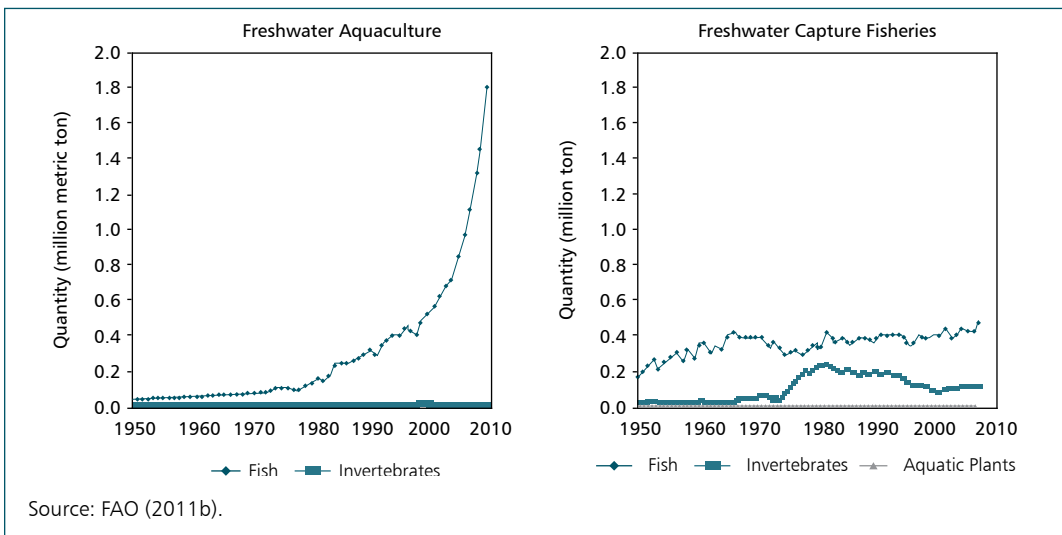 Freshwater Aquaculture
Quantity (million metric ton)
2.0
1.8
1.6
1.4
1.2
1.0
0.8
0.6
0.4
0.2
0.0
1950 1960 1970 1980 1990 2000 2010
Fish Invertebrates
Freshwater Capture Fisheries
Quantity (million ton)
2.0
1.8
1.6
1.4
1.2
1.0
0.8
0.6
0.4
0.2
0.0
1950 1960 1970 1980 1990 2000 2010
Fish Invertebrates Aquatic Plants
Source: FAO (2011b).